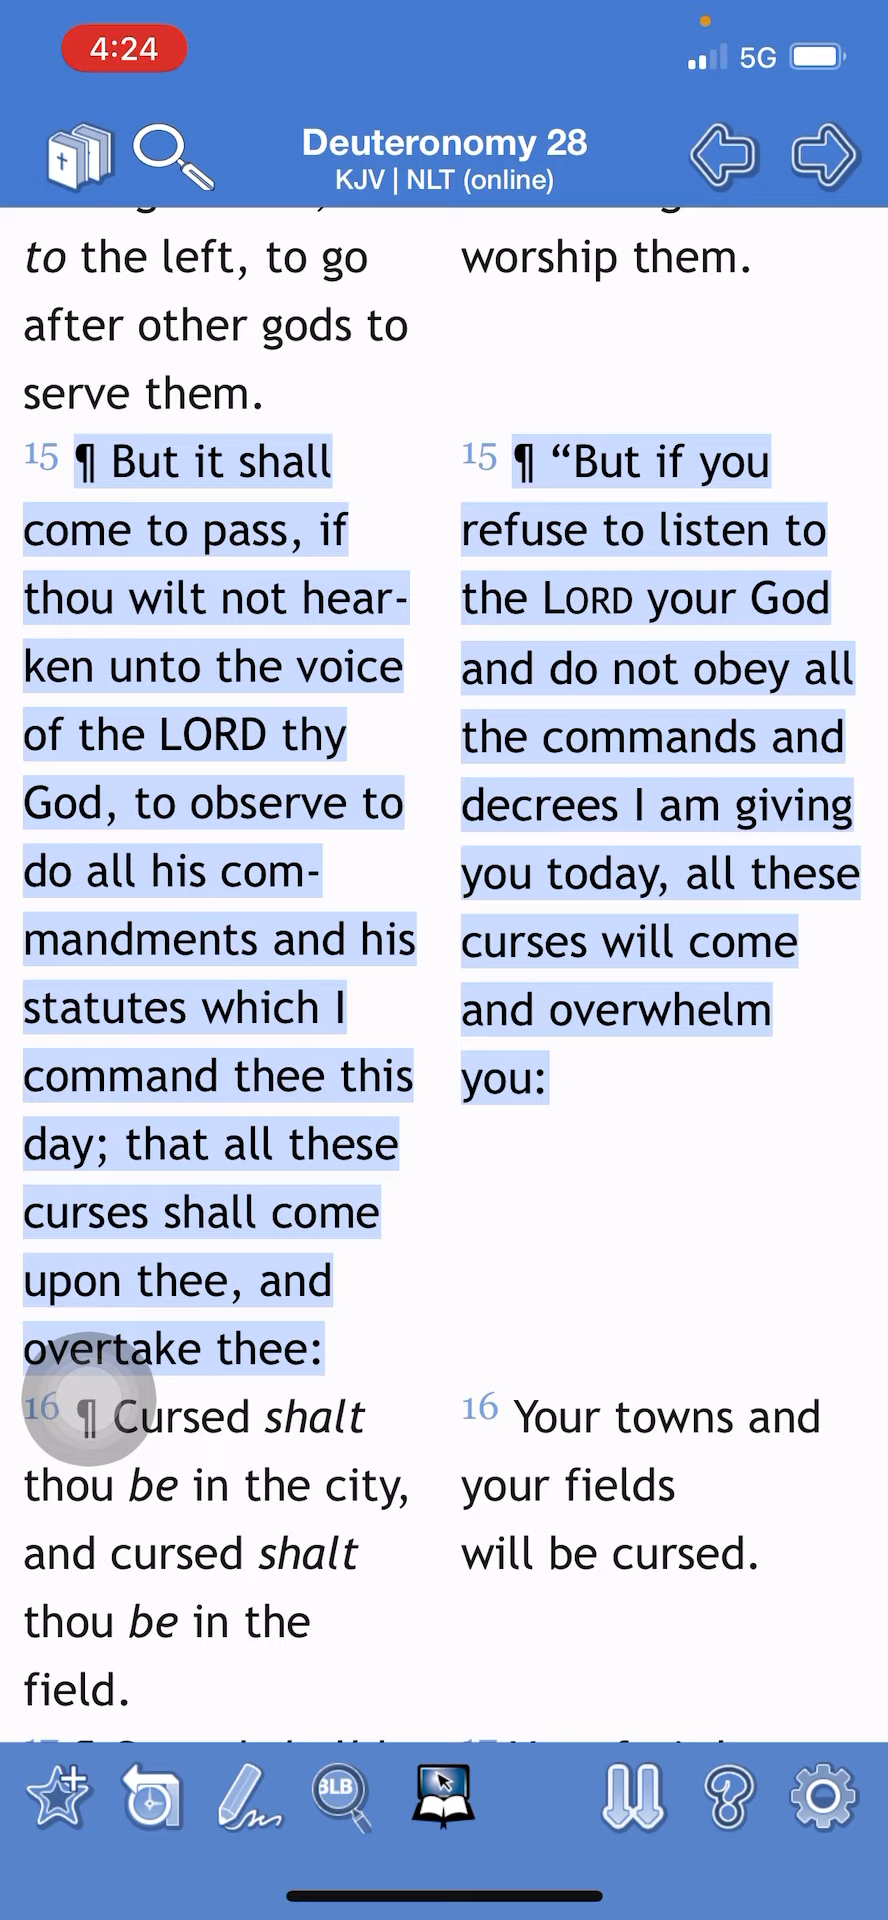 4:24
5G
Deuteronomy 28
KJV | NLT (online)
to the left, to go
after other gods to
serve them.
15 ¶ But it shall
come to pass, if
thou wilt not hear-
ken unto the voice
of the LORD thy
God, to observe to
do all his com-
mandments and his
statutes which I
command thee this
day; that all these
curses shall come
upon thee, and
overtake thee:
16 ¶ Cursed shalt
thou be in the city,
and cursed shalt
thou be in the
field.
worship them.
15 ¶ “But if you
refuse to listen to
the LORD your God
and do not obey all
the commands and
decrees I am giving
you today, all these
curses will come
and overwhelm
you:
16 Your towns and
your fields
will be cursed.
BLB